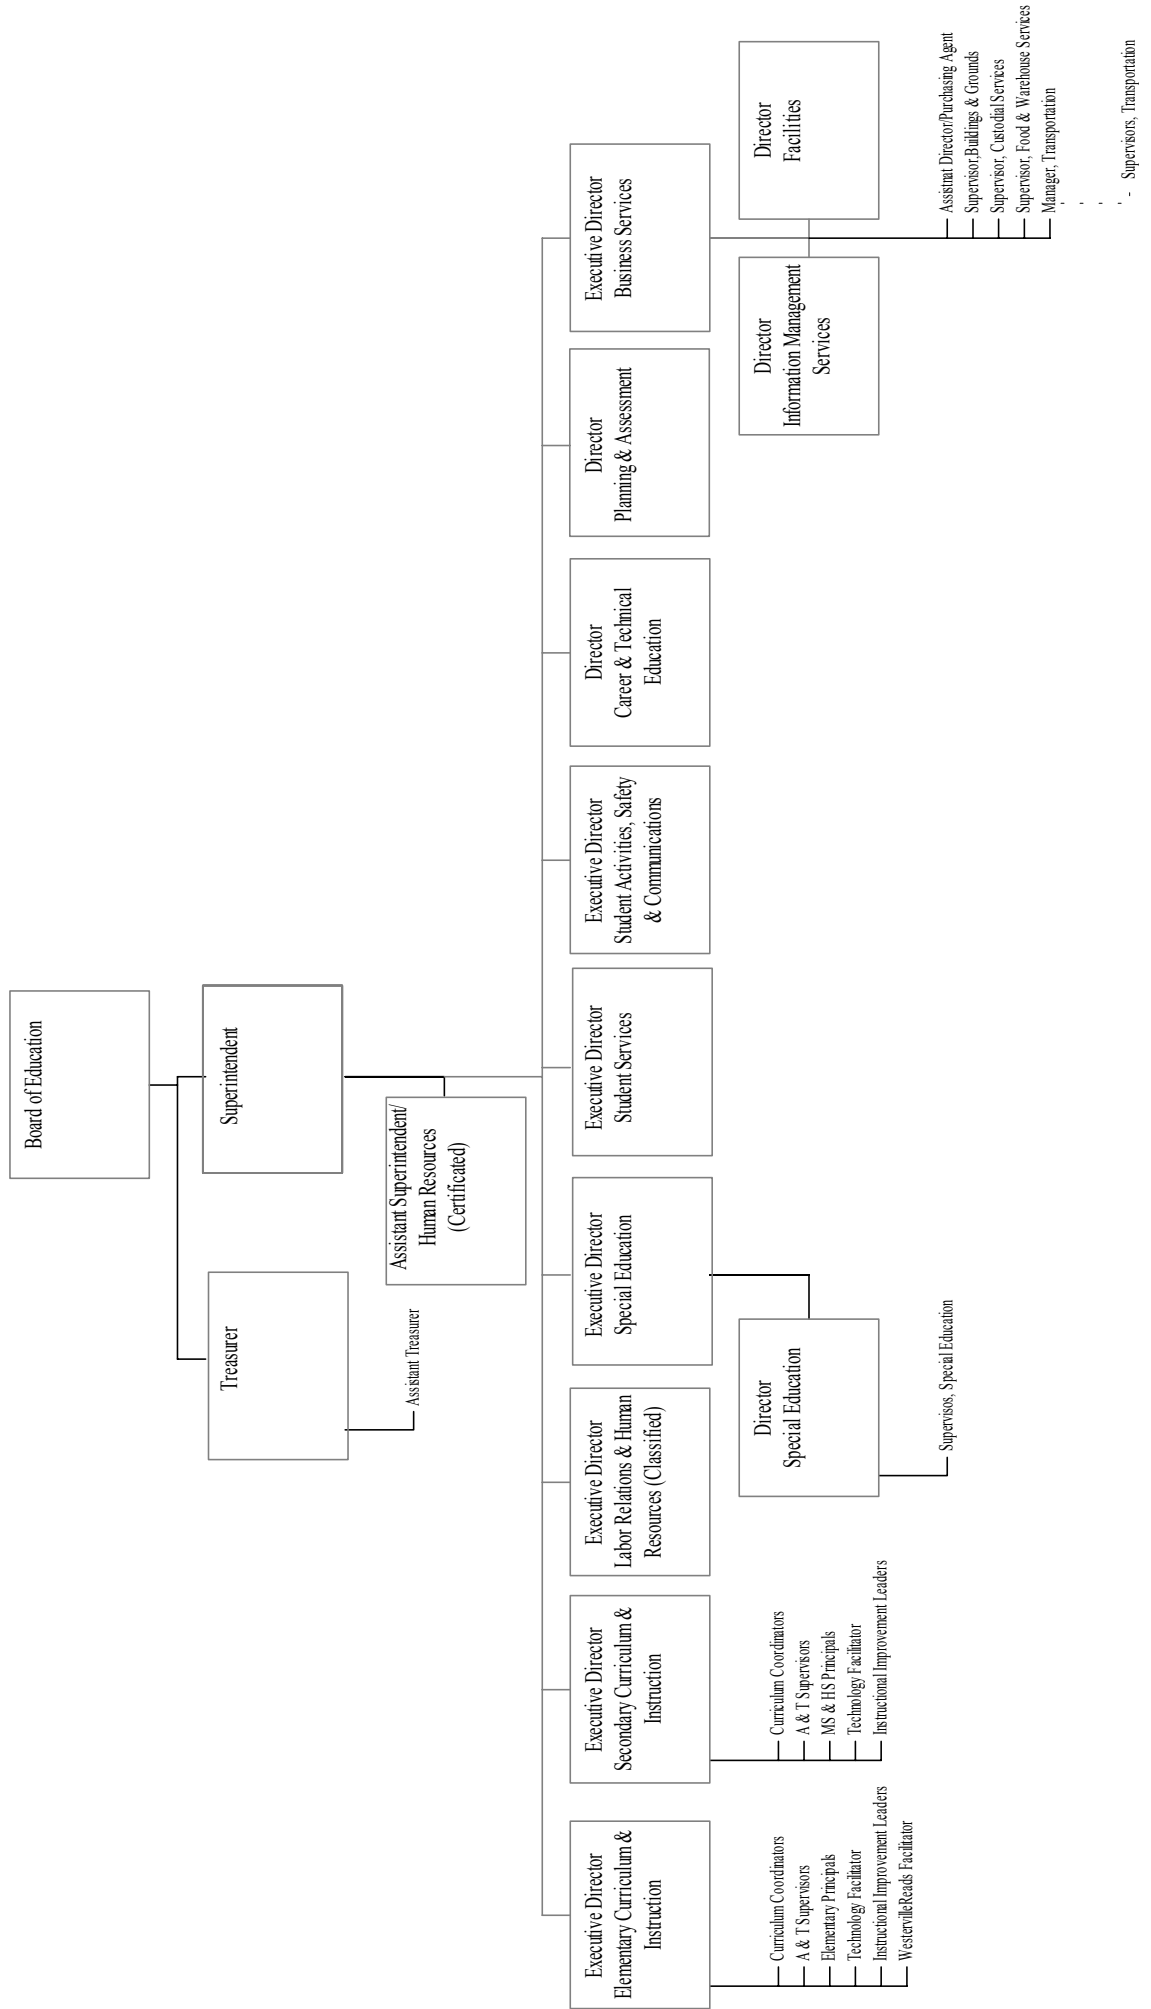 Board of Education
Treasurer
Assistant Treasurer
Superintendent
Assistant Superintendent/
Human Resources
(Certificated)
Executive Director
Elementary Curriculum &
Instruction
Curriculum Coordinators
A & T Supervisors
Elementary Principals
Technology Facilitator
Instructional Improvement Leaders
WestervilleReads Facilitator
Executive Director
Secondary Curriculum &
Instruction
Curriculum Coordinators
A & T Supervisors
MS & HS Principals
Technology Facilitator
Instructional Improvement Leaders
Executive Director
Labor Relations & Human
Resources (Classified)
Executive Director
Special Education
Director
Special Education
Supervisos, Special Education
Executive Director
Student Services
Executive Director
Student Activities, Safety
& Communications
Director
Career & Technical
Education
Director
Planning & Assessment
Executive Director
Business Services
Director
Information Management
Services
Director
Facilities
Assistnat Director/Purchasing Agent
Supervisor,Buildings & Grounds
Supervisor, Custodial Services
Supervisor, Food & Warehouse Services
Manager, Transportation
- Supervisors, Transportation